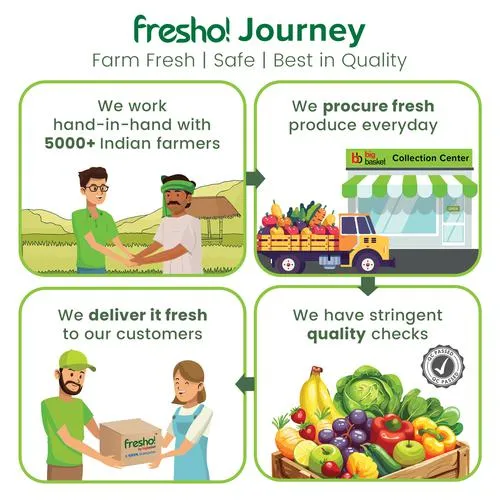 fresho! Journey
Farm Fresh | Safe | Best in Quality
We work
hand-in-hand with
5000+ Indian farmers
We procure fresh
produce everyday
bb big
basket
Collection Center
OPEN
We deliver it fresh
to our customers
fresho!
We have stringent
quality checks
QC PASSED
QC PASSED